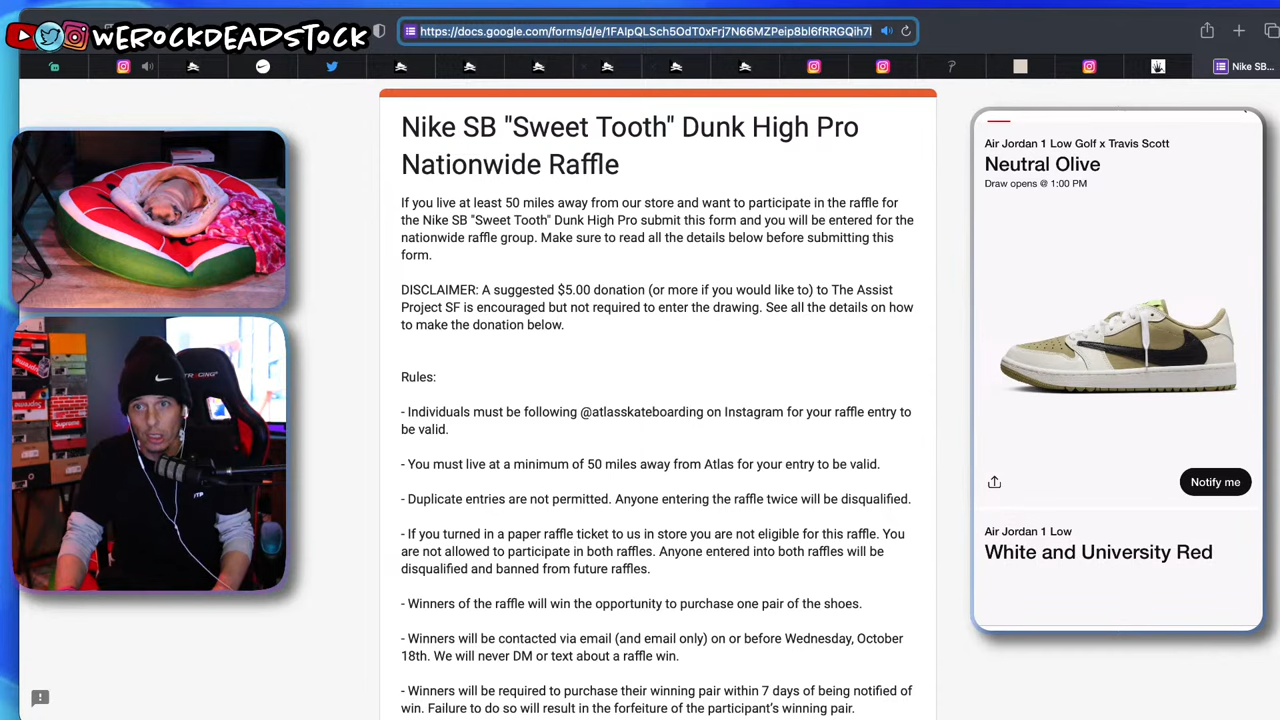 WEROCKDEADSTOCK
https://docs.google.com/forms/d/e/1FAIpQLSch5OdT0xFrj7N66MZPeip8bl6fRRGQih7I
Nike SB...
Nike SB "Sweet Tooth" Dunk High Pro
Nationwide Raffle
If you live at least 50 miles away from our store and want to participate in the raffle for
the Nike SB "Sweet Tooth" Dunk High Pro submit this form and you will be entered for the
nationwide raffle group. Make sure to read all the details below before submitting this
form.
DISCLAIMER: A suggested $5.00 donation (or more if you would like to) to The Assist
Project SF is encouraged but not required to enter the drawing. See all the details on how
to make the donation below.
Rules:
- Individuals must be following @atlasskateboarding on Instagram for your raffle entry to
be valid.
- You must live at a minimum of 50 miles away from Atlas for your entry to be valid.
- Duplicate entries are not permitted. Anyone entering the raffle twice will be disqualified.
- If you turned in a paper raffle ticket to us in store you are not eligible for this raffle. You
are not allowed to participate in both raffles. Anyone entered into both raffles will be
disqualified and banned from future raffles.
- Winners of the raffle will win the opportunity to purchase one pair of the shoes.
- Winners will be contacted via email (and email only) on or before Wednesday, October
18th. We will never DM or text about a raffle win.
- Winners will be required to purchase their winning pair within 7 days of being notified of
win. Failure to do so will result in the forfeiture of the participant's winning pair.
Air Jordan 1 Low Golf x Travis Scott
Neutral Olive
Draw opens @ 1:00 PM
Notify me
Air Jordan 1 Low
White and University Red
Supreme